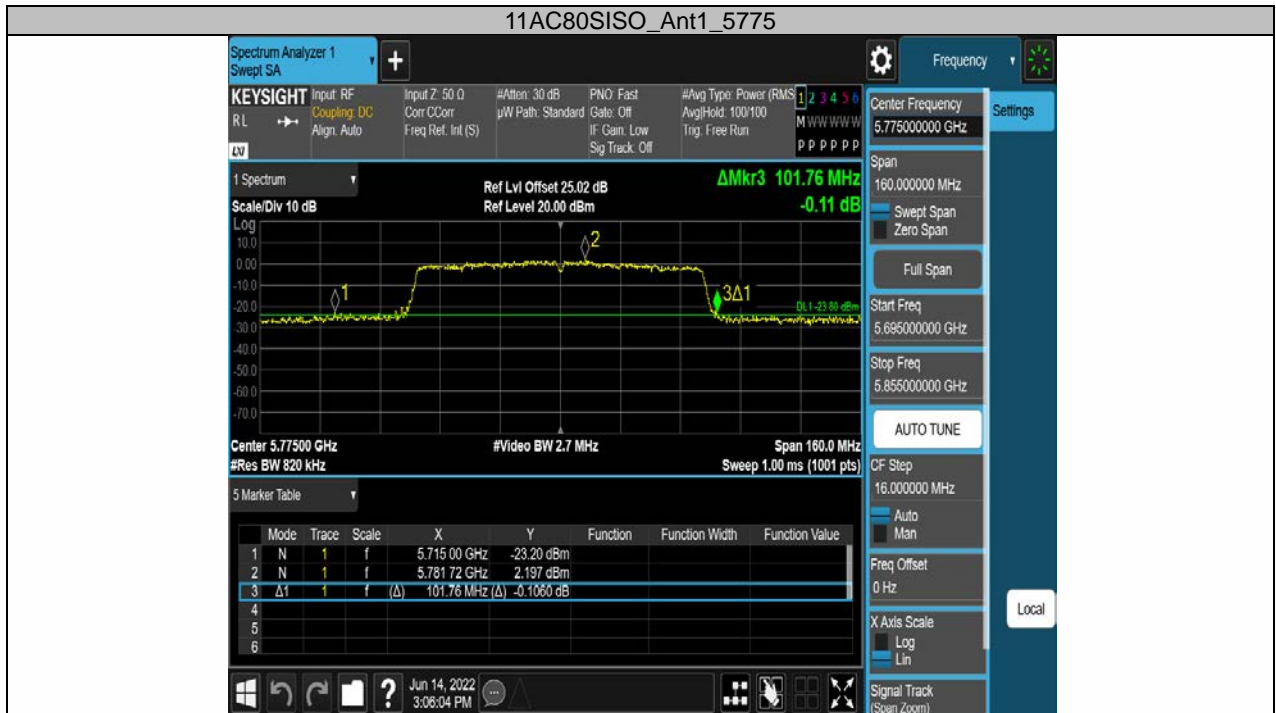 11AC80SISO_Ant1_5775
Spectrum Analyzer 1
Swept SA
+
Frequency
KEYSIGHT
RL
LXI
Input: RF
Coupling: DC
Align: Auto
Input Z: 50 Ω
Corr CCorr
Freq Ref: Int (S)
#Atten: 30 dB
µW Path: Standard
PNO: Fast
Gate: Off
IF Gain: Low
Sig Track: Off
#Avg Type: Power (RMS
Avg|Hold: 100/100
Trig: Free Run
1 2 3 4 5 6
M W W W W W
P P P P P P
Center Frequency
5.775000000 GHz
Settings
1 Spectrum
Scale/Div 10 dB
Ref Lvl Offset 25.02 dB
Ref Level 20.00 dBm
ΔMkr3 101.76 MHz
-0.11 dB
Log
10.0
0.00
-10.0
-20.0
-30.0
-40.0
-50.0
-60.0
-70.0
1
2
3Δ1
DL1 -23.80 dBm
Center 5.77500 GHz
#Res BW 820 kHz
#Video BW 2.7 MHz
Span 160.0 MHz
Sweep 1.00 ms (1001 pts)
Span
160.000000 MHz
Swept Span
Zero Span
Full Span
Start Freq
5.695000000 GHz
Stop Freq
5.855000000 GHz
AUTO TUNE
CF Step
16.000000 MHz
Auto
Man
Freq Offset
0 Hz
X Axis Scale
Log
Lin
Signal Track
(Span Zoom)
Local
5 Marker Table
Mode Trace Scale X Y Function Function Width Function Value
1 N 1 f 5.715 00 GHz -23.20 dBm
2 N 1 f 5.781 72 GHz 2.197 dBm
3 Δ1 1 f (Δ) 101.76 MHz (Δ) -0.1060 dB
4
5
6
?
Jun 14, 2022
3:06:04 PM